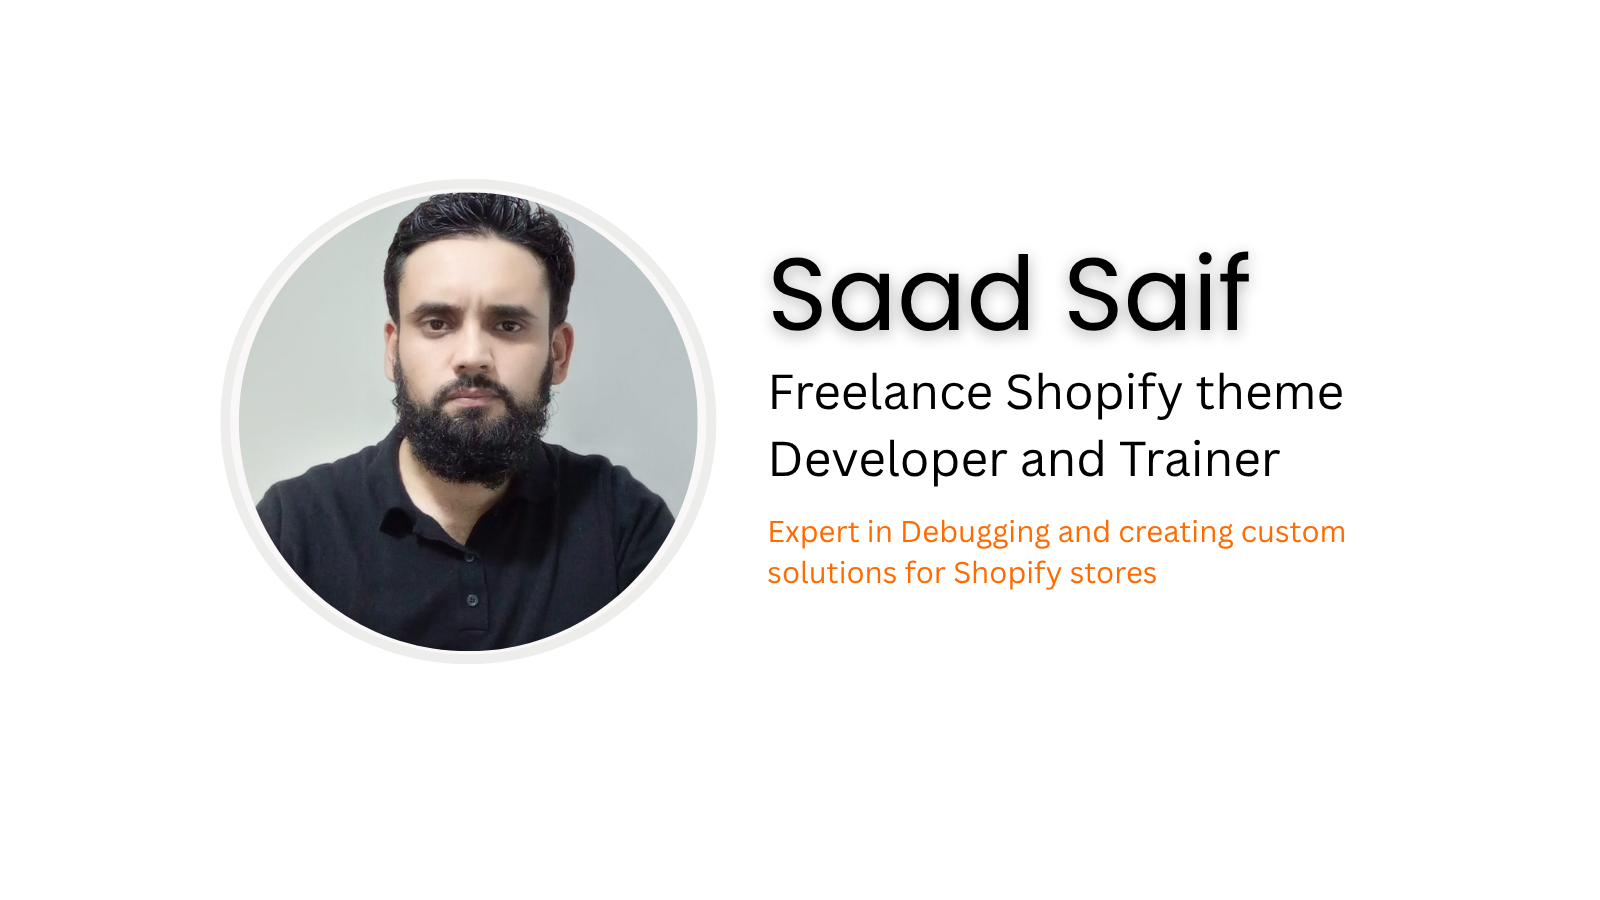 Saad Saif
Freelance Shopify theme
Developer and Trainer
Expert in Debugging and creating custom
solutions for Shopify stores